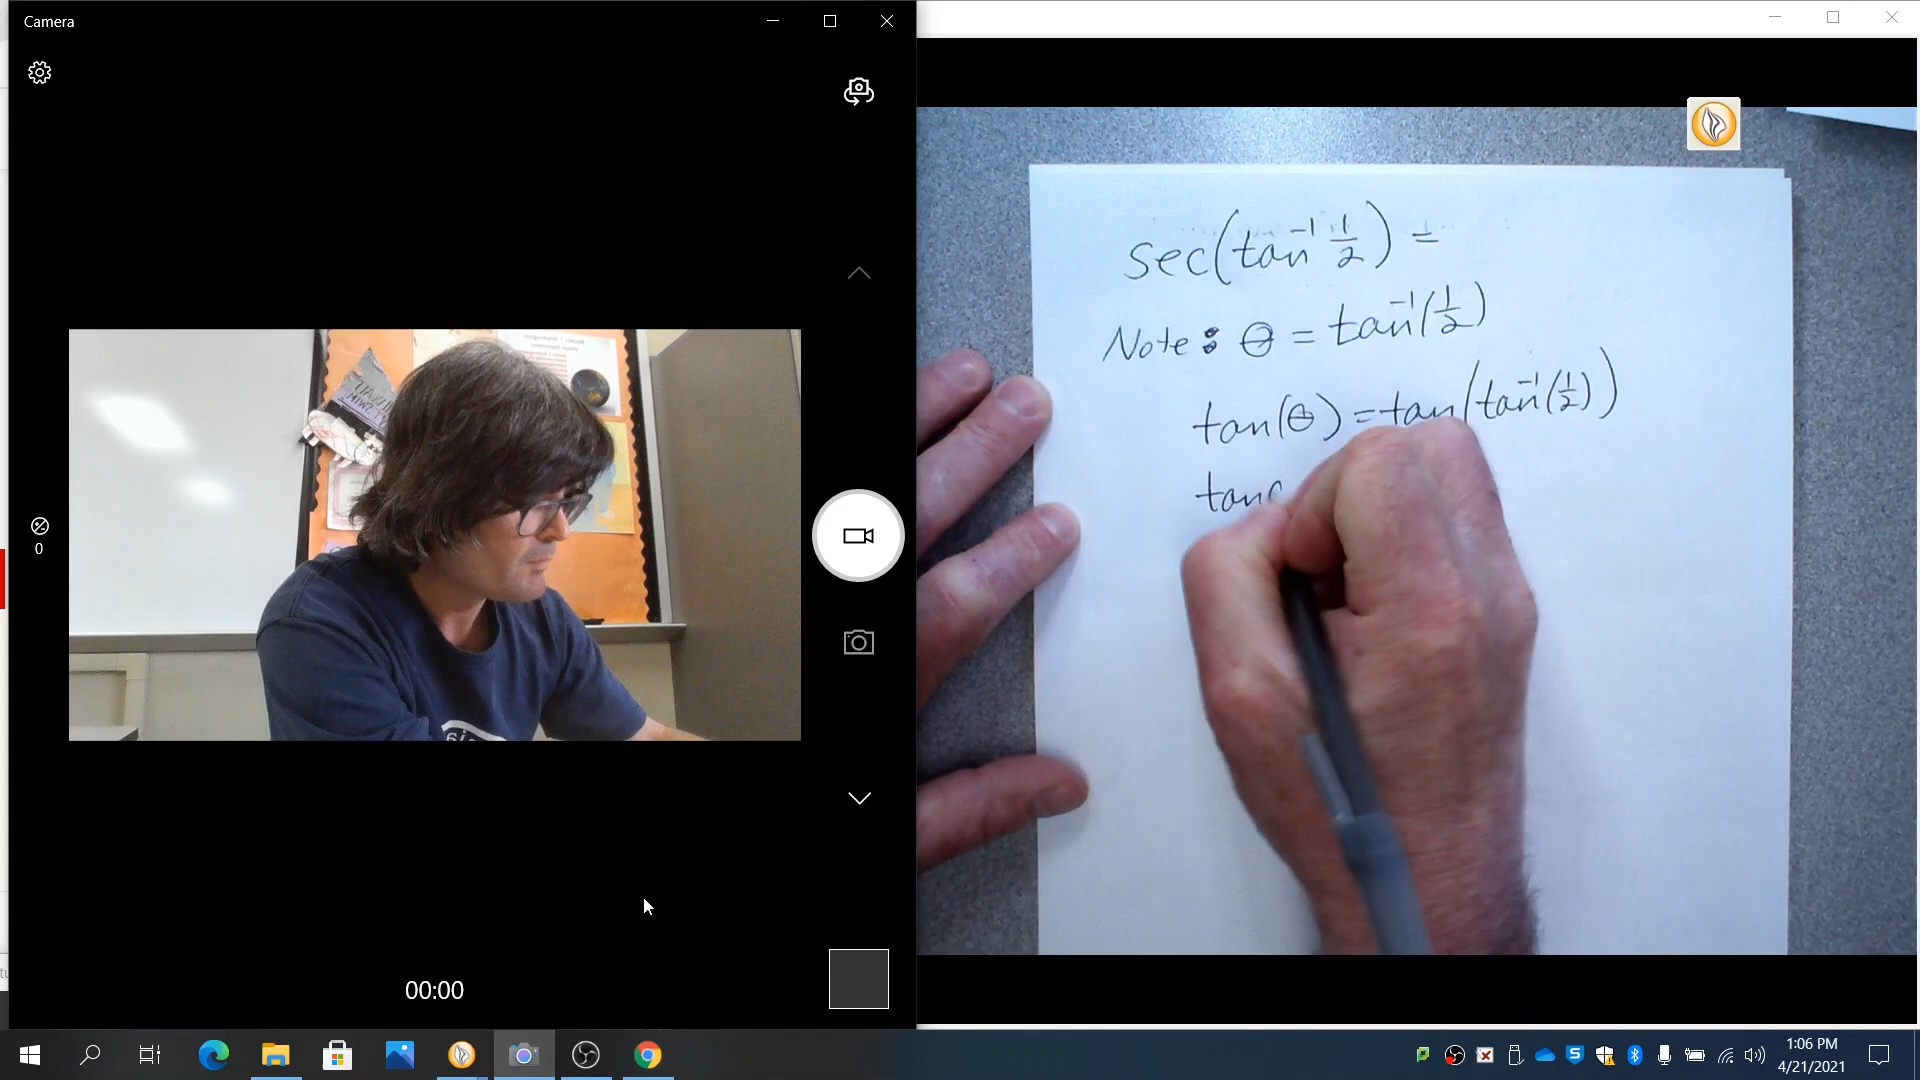 Camera
0
00:00
sec(tan⁻¹ 1/2) =
Note: θ = tan⁻¹(1/2)
tan(θ) = tan(tan⁻¹(1/2))
tan(
1:06 PM
4/21/2021